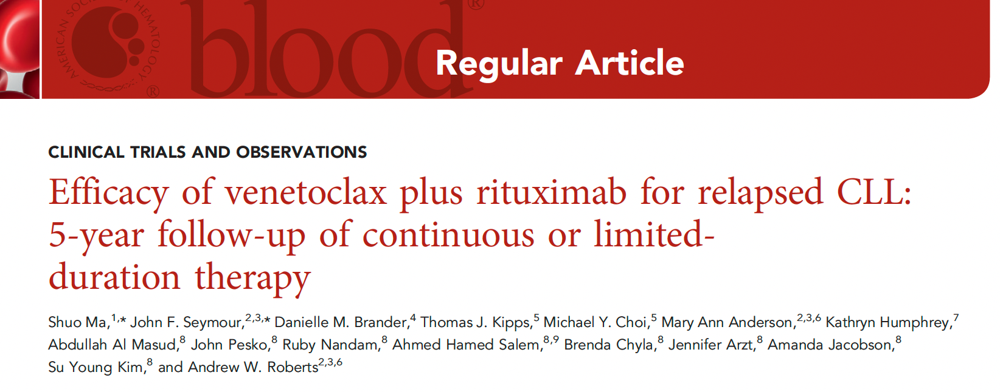 AMERICAN SOCIETY OF HEMATOLOGY
®
blood®
Regular Article
CLINICAL TRIALS AND OBSERVATIONS
Efficacy of venetoclax plus rituximab for relapsed CLL:
5-year follow-up of continuous or limited-
duration therapy
Shuo Ma,1,* John F. Seymour,2,3,* Danielle M. Brander,4 Thomas J. Kipps,5 Michael Y. Choi,5 Mary Ann Anderson,2,3,6 Kathryn Humphrey,7
Abdullah Al Masud,8 John Pesko,8 Ruby Nandam,8 Ahmed Hamed Salem,8,9 Brenda Chyla,8 Jennifer Arzt,8 Amanda Jacobson,8
Su Young Kim,8 and Andrew W. Roberts2,3,6